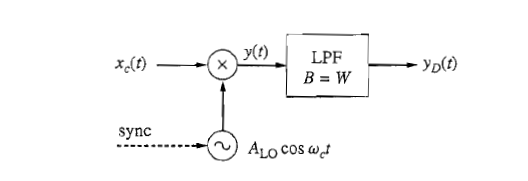 x_c(t)
×
y(t)
LPF
B = W
y_D(t)
sync
~
A_LO cos ω_c t